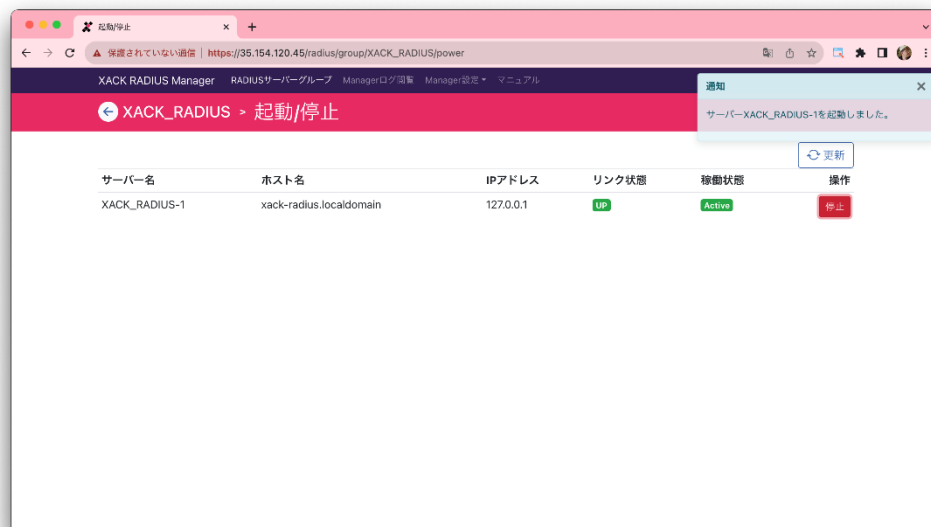 起動/停止
保護されていない通信 | https://35.154.120.45/radius/group/XACK_RADIUS/power
XACK RADIUS Manager RADIUSサーバーグループ Managerログ閲覧 Manager設定 マニュアル
通知
XACK_RADIUS > 起動/停止
サーバーXACK_RADIUS-1を起動しました。
更新
サーバー名 ホスト名 IPアドレス リンク状態 稼働状態 操作
XACK_RADIUS-1 xack-radius.localdomain 127.0.0.1 UP Active 停止